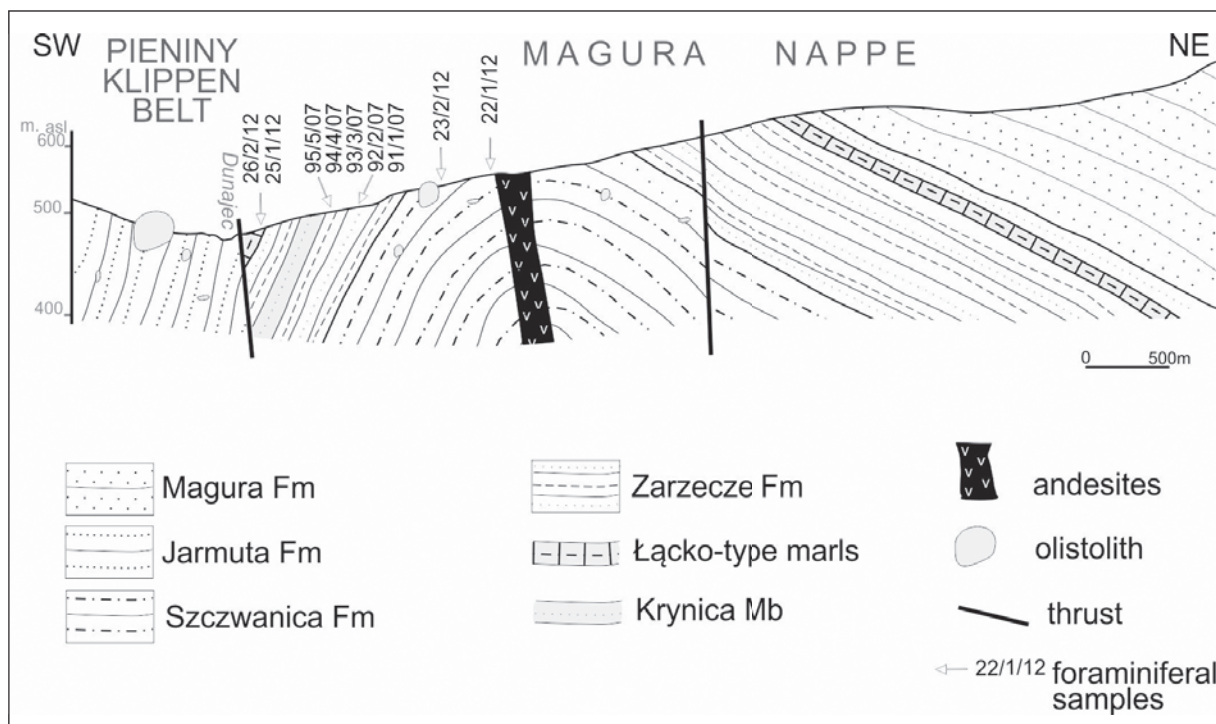 SW
PIENINY
KLIPPEN
BELT
MAGURA NAPPE
NE
m. asl
600
500
400
Dunajec
26/2/12
25/1/12
95/5/07
94/4/07
93/3/07
92/2/07
91/1/07
23/2/12
22/1/12
0 500m
Magura Fm
Jarmuta Fm
Szczwanica Fm
Zarzecze Fm
Łącko-type marls
Krynica Mb
andesites
olistolith
thrust
22/1/12 foraminiferal
samples